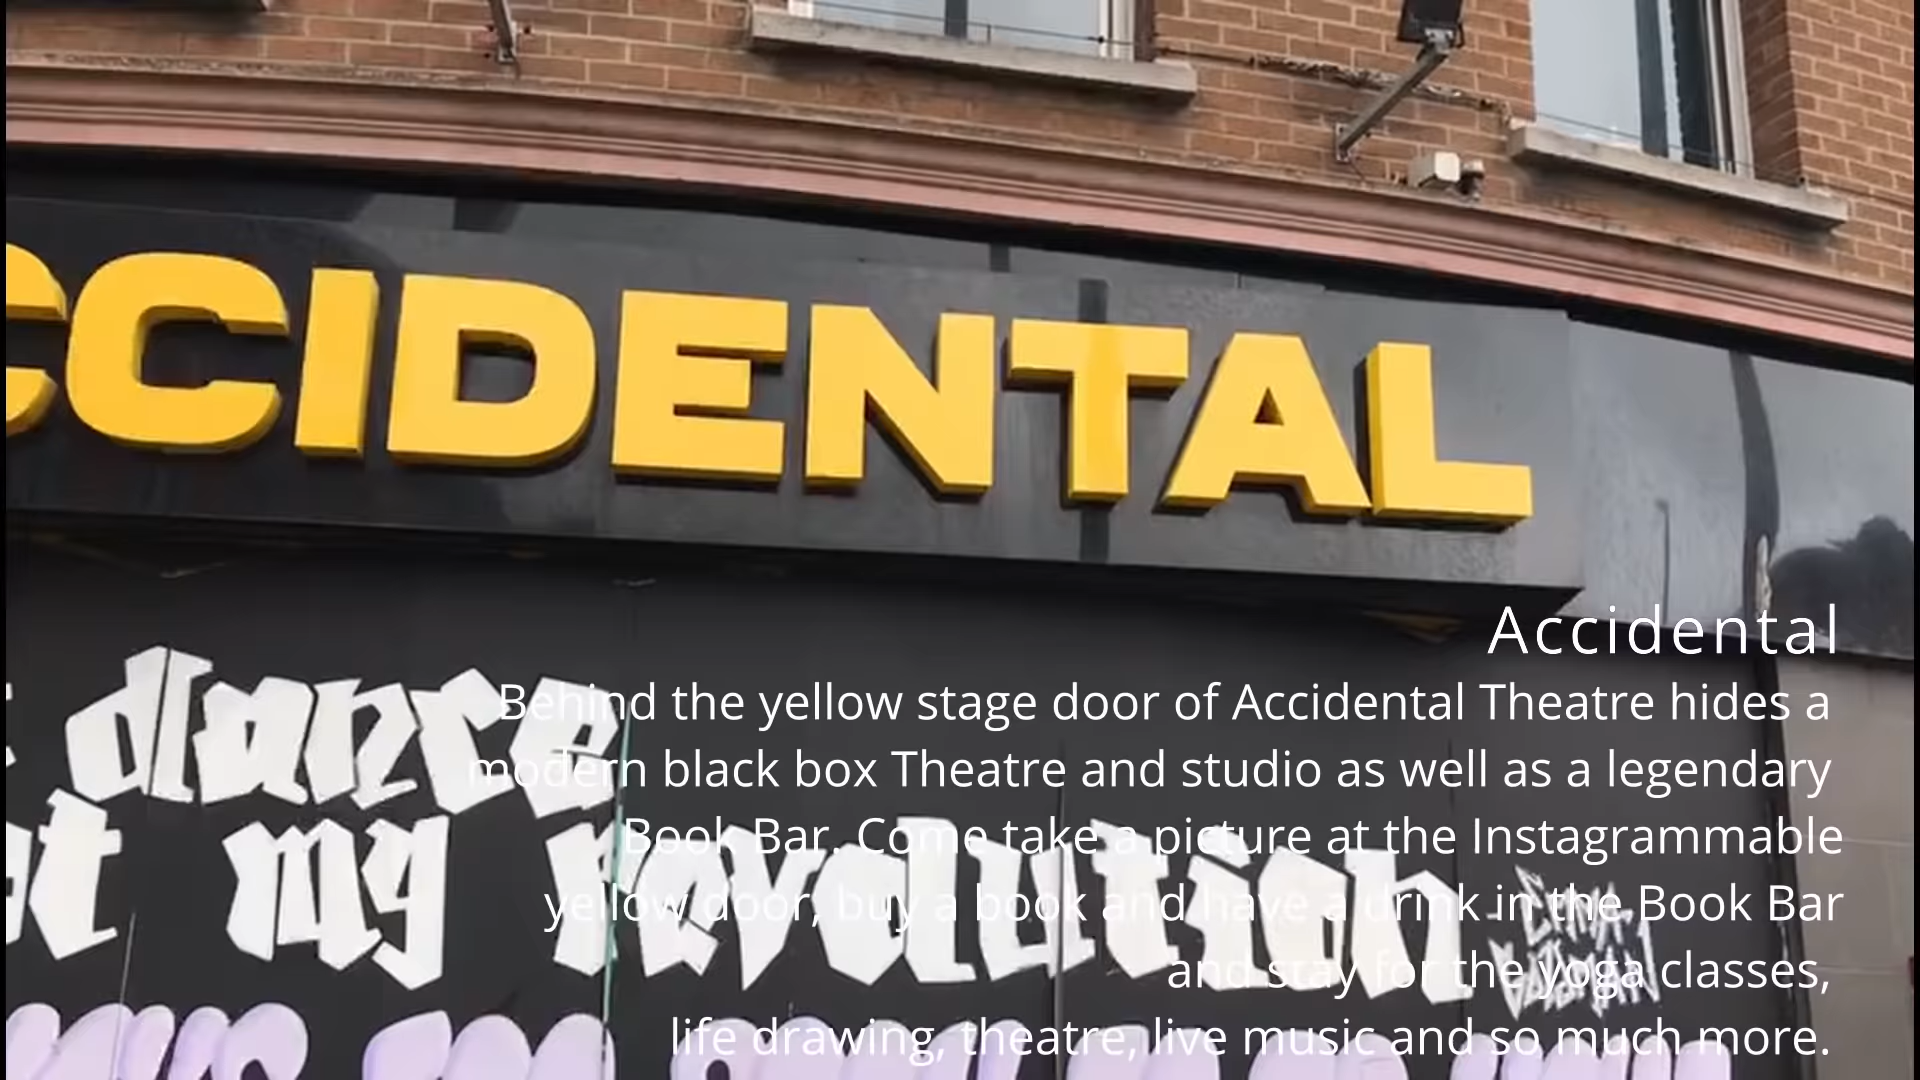 CCIDENTAL
dance
my revolution
Accidental
Behind the yellow stage door of Accidental Theatre hides a
modern black box Theatre and studio as well as a legendary
Book Bar. Come take a picture at the Instagrammable
yellow door, buy a book and have a drink in the Book Bar
and stay for the yoga classes,
life drawing, theatre, live music and so much more.